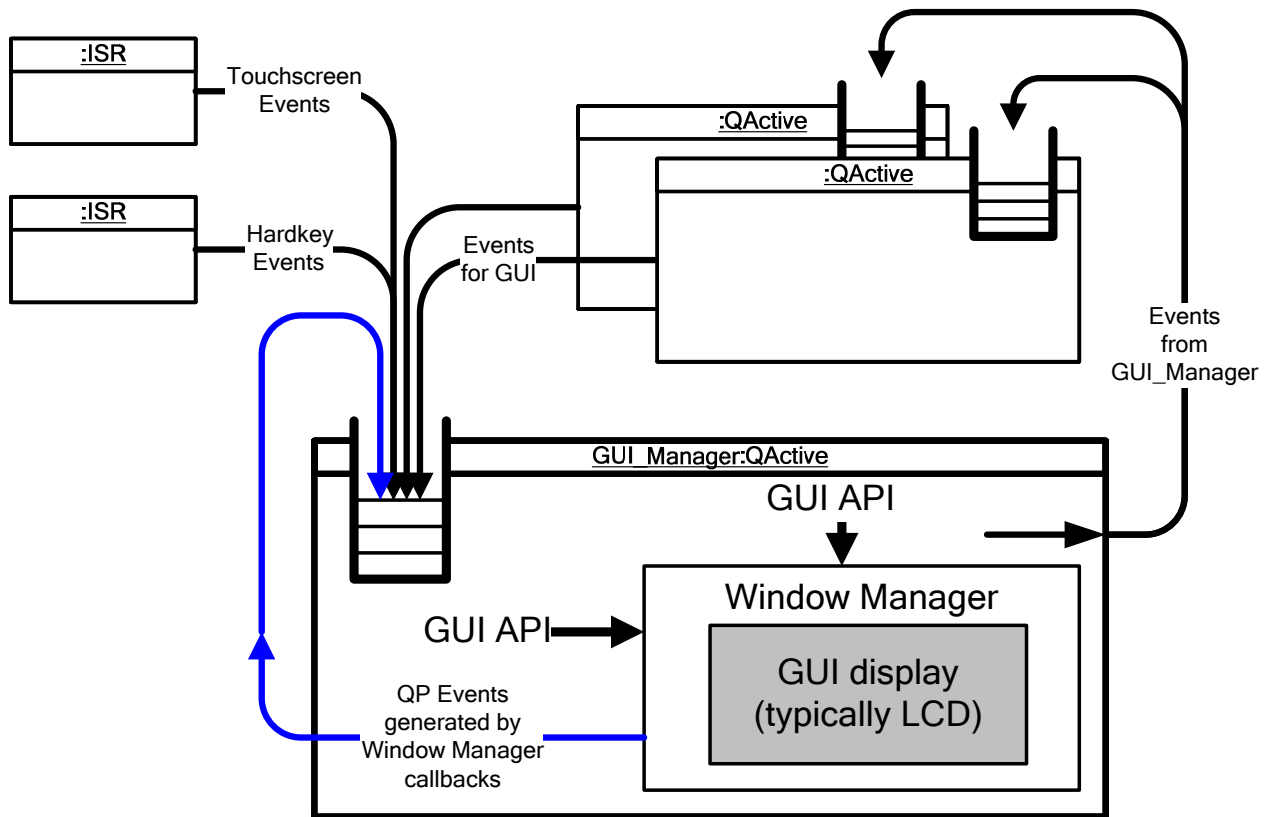 :ISR
Touchscreen
Events
:ISR
Hardkey
Events
:QActive
:QActive
Events
for GUI
Events
from
GUI_Manager
GUI_Manager:QActive
GUI API
Window Manager
GUI API
GUI display
(typically LCD)
QP Events
generated by
Window Manager
callbacks